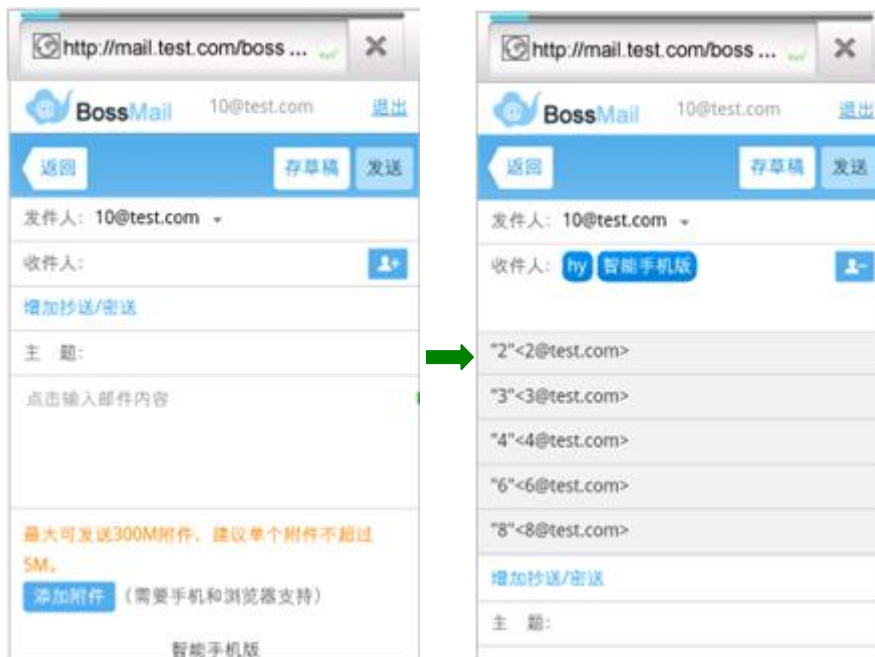 http://mail.test.com/boss ...
BossMail 10@test.com 退出
返回 存草稿 发送
发件人: 10@test.com
收件人:
增加抄送/密送
主 题:
点击输入邮件内容
最大可发送300M附件，建议单个附件不超过
5M。
添加附件 (需要手机和浏览器支持)
智能手机版
http://mail.test.com/boss ...
BossMail 10@test.com 退出
返回 存草稿 发送
发件人: 10@test.com
收件人: hy 智能手机版
"2"<2@test.com>
"3"<3@test.com>
"4"<4@test.com>
"6"<6@test.com>
"8"<8@test.com>
增加抄送/密送
主 题: